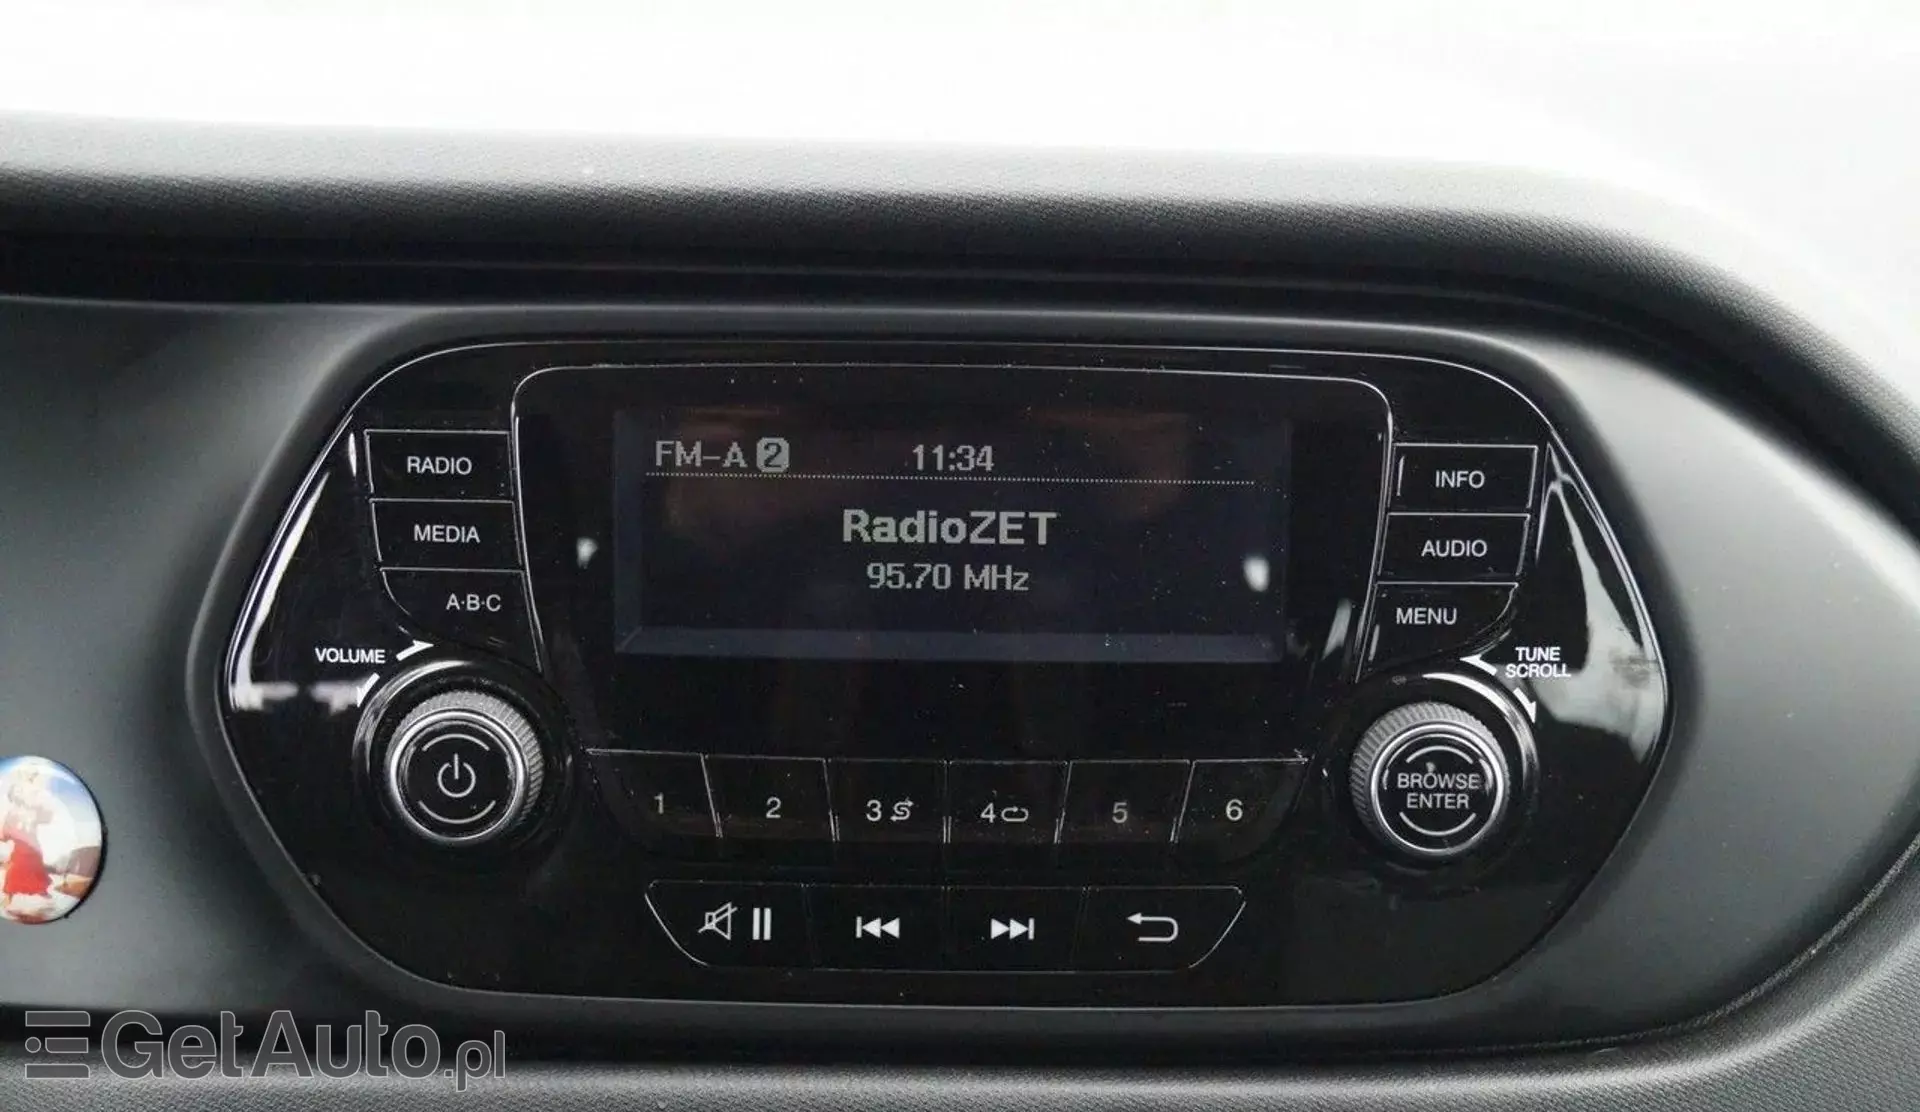 RADIO
MEDIA
A·B·C
VOLUME
FM-A 2 11:34
RadioZET
95.70 MHz
INFO
AUDIO
MENU
TUNE
SCROLL
1 2 3 4 5 6
BROWSE
ENTER
GetAuto.pl